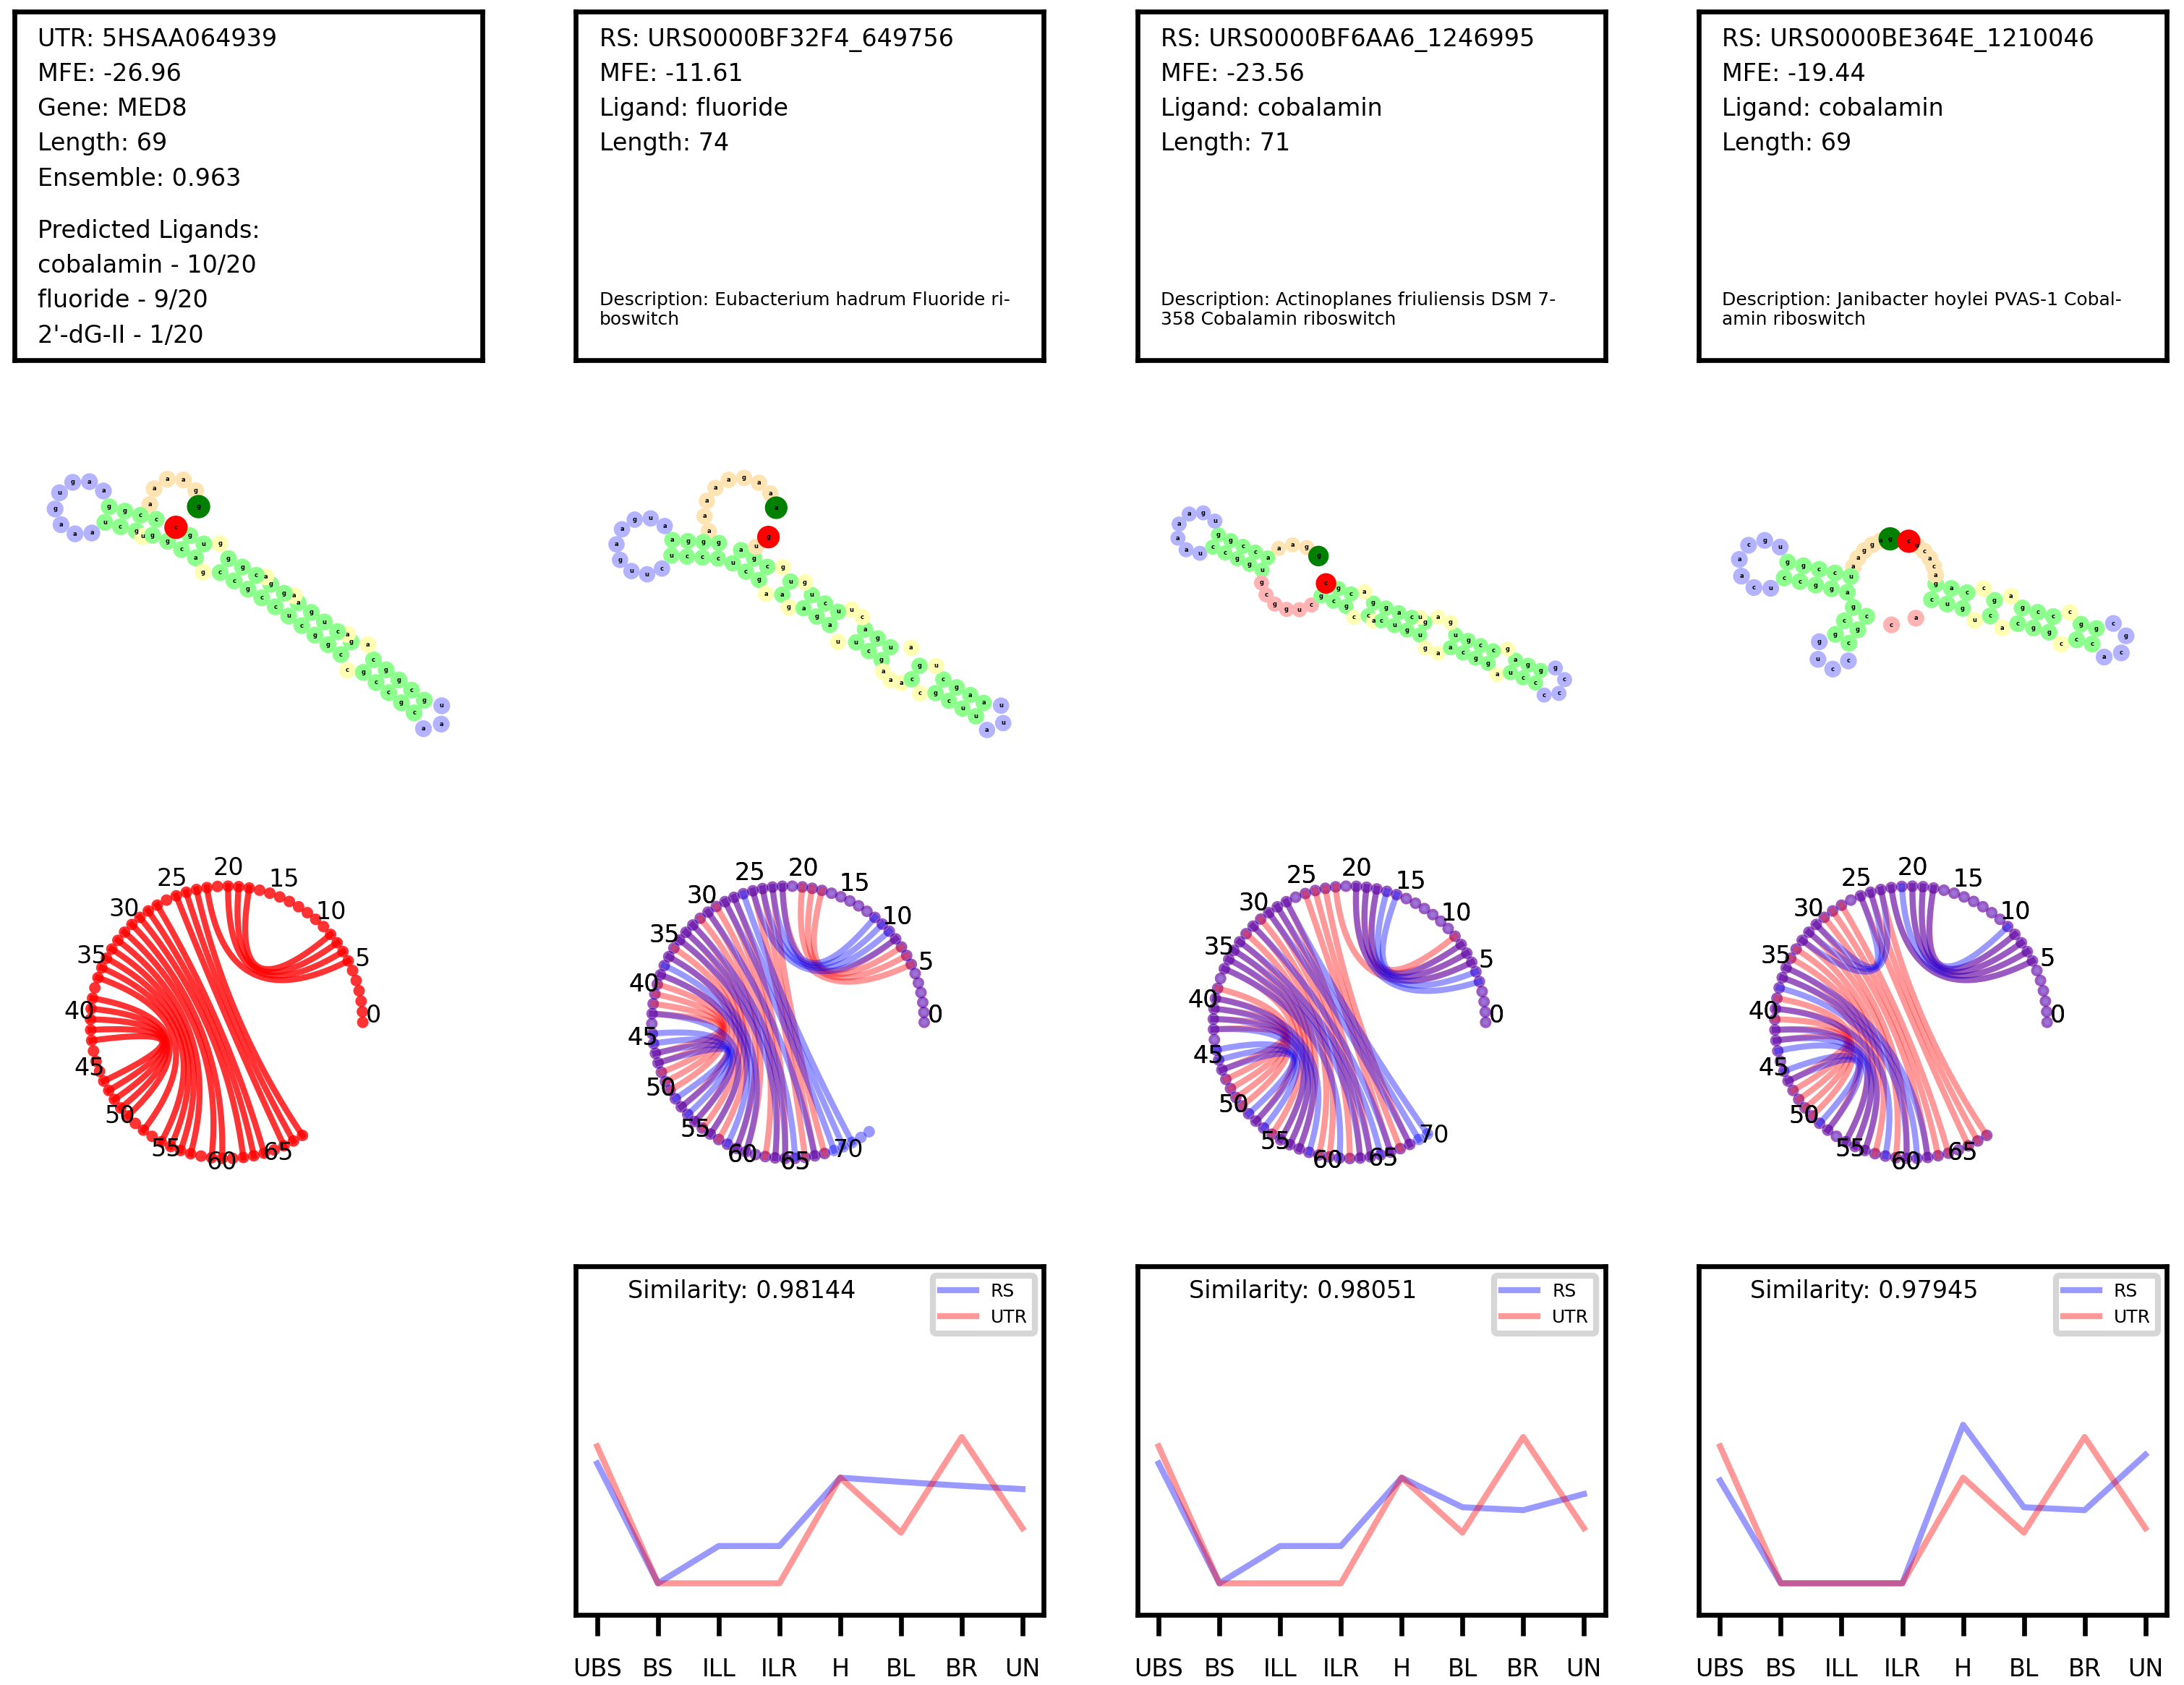 UTR: 5HSAA064939
MFE: -26.96
Gene: MED8
Length: 69
Ensemble: 0.963
Predicted Ligands:
cobalamin - 10/20
fluoride - 9/20
2'-dG-II - 1/20
RS: URS0000BF32F4_649756
MFE: -11.61
Ligand: fluoride
Length: 74
Description: Eubacterium hadrum Fluoride ri-
boswitch
RS: URS0000BF6AA6_1246995
MFE: -23.56
Ligand: cobalamin
Length: 71
Description: Actinoplanes friuliensis DSM 7-
358 Cobalamin riboswitch
RS: URS0000BE364E_1210046
MFE: -19.44
Ligand: cobalamin
Length: 69
Description: Janibacter hoylei PVAS-1 Cobal-
amin riboswitch
0 5 10 15 20 25 30 35 40 45 50 55 60 65
0 5 10 15 20 25 30 35 40 45 50 55 60 65 70
0 5 10 15 20 25 30 35 40 45 50 55 60 65 70
0 5 10 15 20 25 30 35 40 45 50 55 60 65
Similarity: 0.98144
RS
UTR
UBS BS ILL ILR H BL BR UN
Similarity: 0.98051
RS
UTR
UBS BS ILL ILR H BL BR UN
Similarity: 0.97945
RS
UTR
UBS BS ILL ILR H BL BR UN